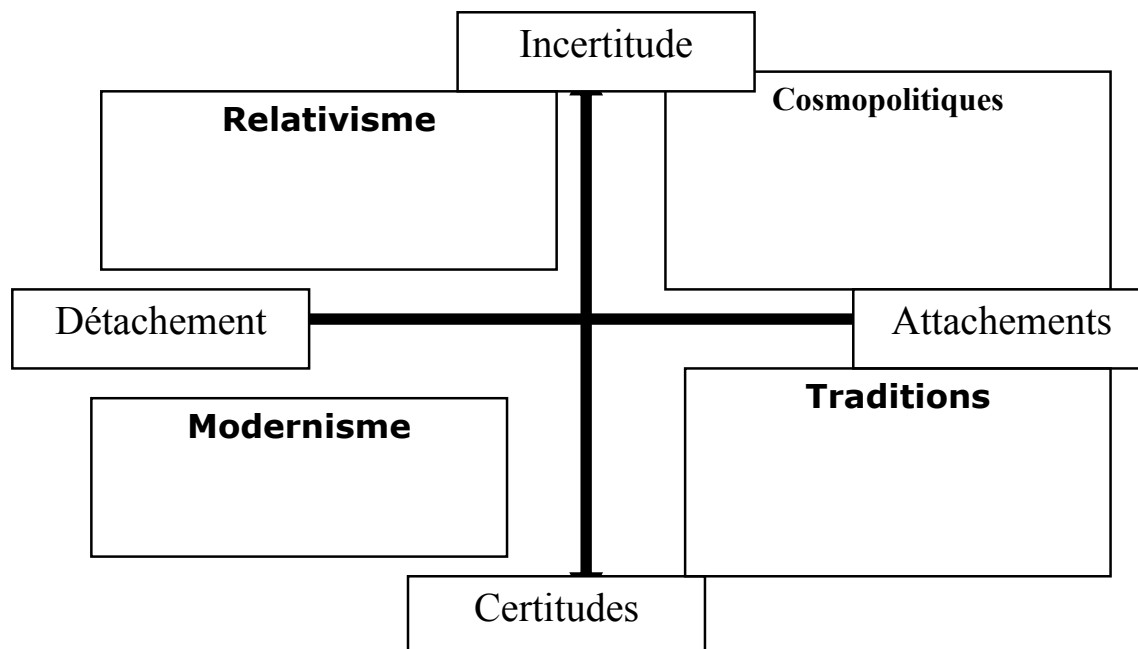 Incertitude
Relativisme
Cosmopolitiques
Détachement
Attachements
Modernisme
Traditions
Certitudes